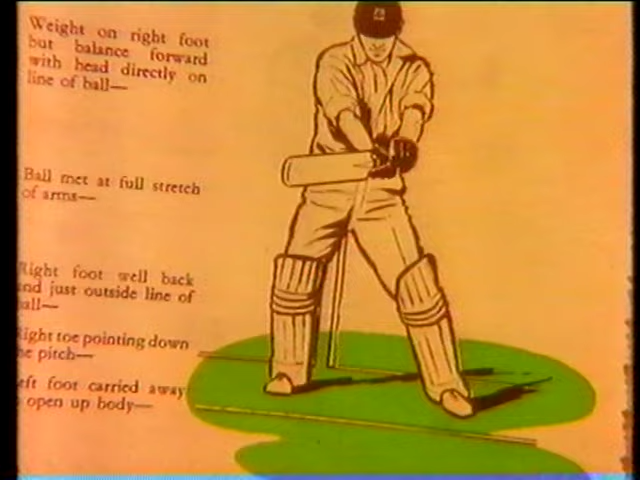 Weight on right foot
but balance forward
with head directly on
line of ball—
Ball met at full stretch
of arms—
Right foot well back
and just outside line of
ball—
Right toe pointing down
the pitch—
Left foot carried away
open up body—